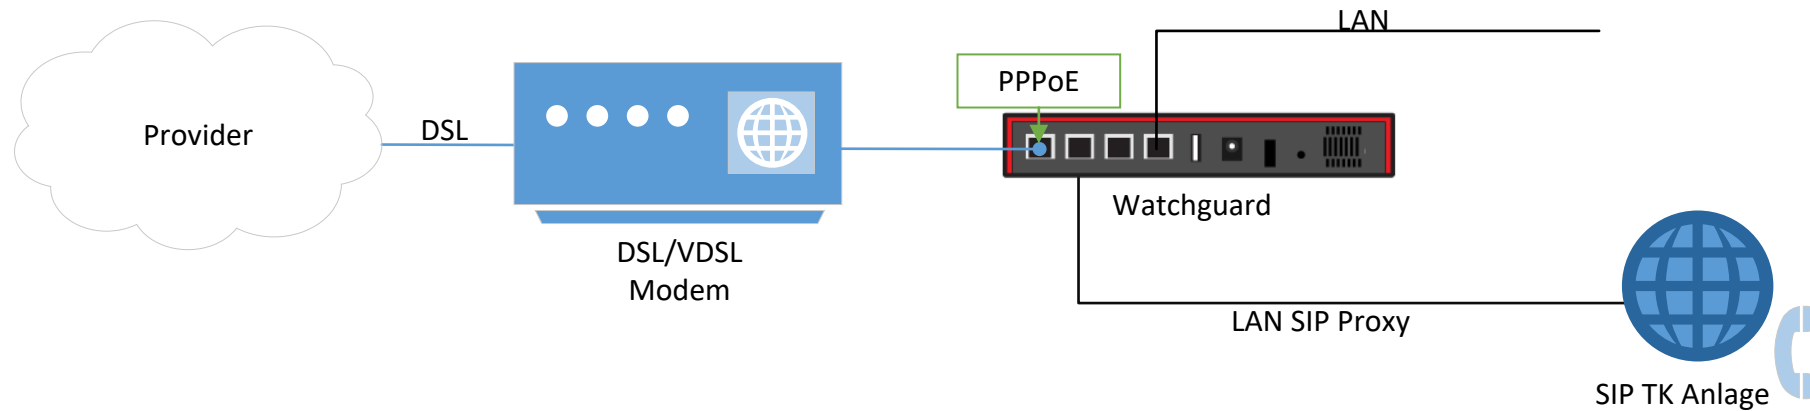 LAN
PPPoE
Provider
DSL
Watchguard
DSL/VDSL
Modem
LAN SIP Proxy
SIP TK Anlage